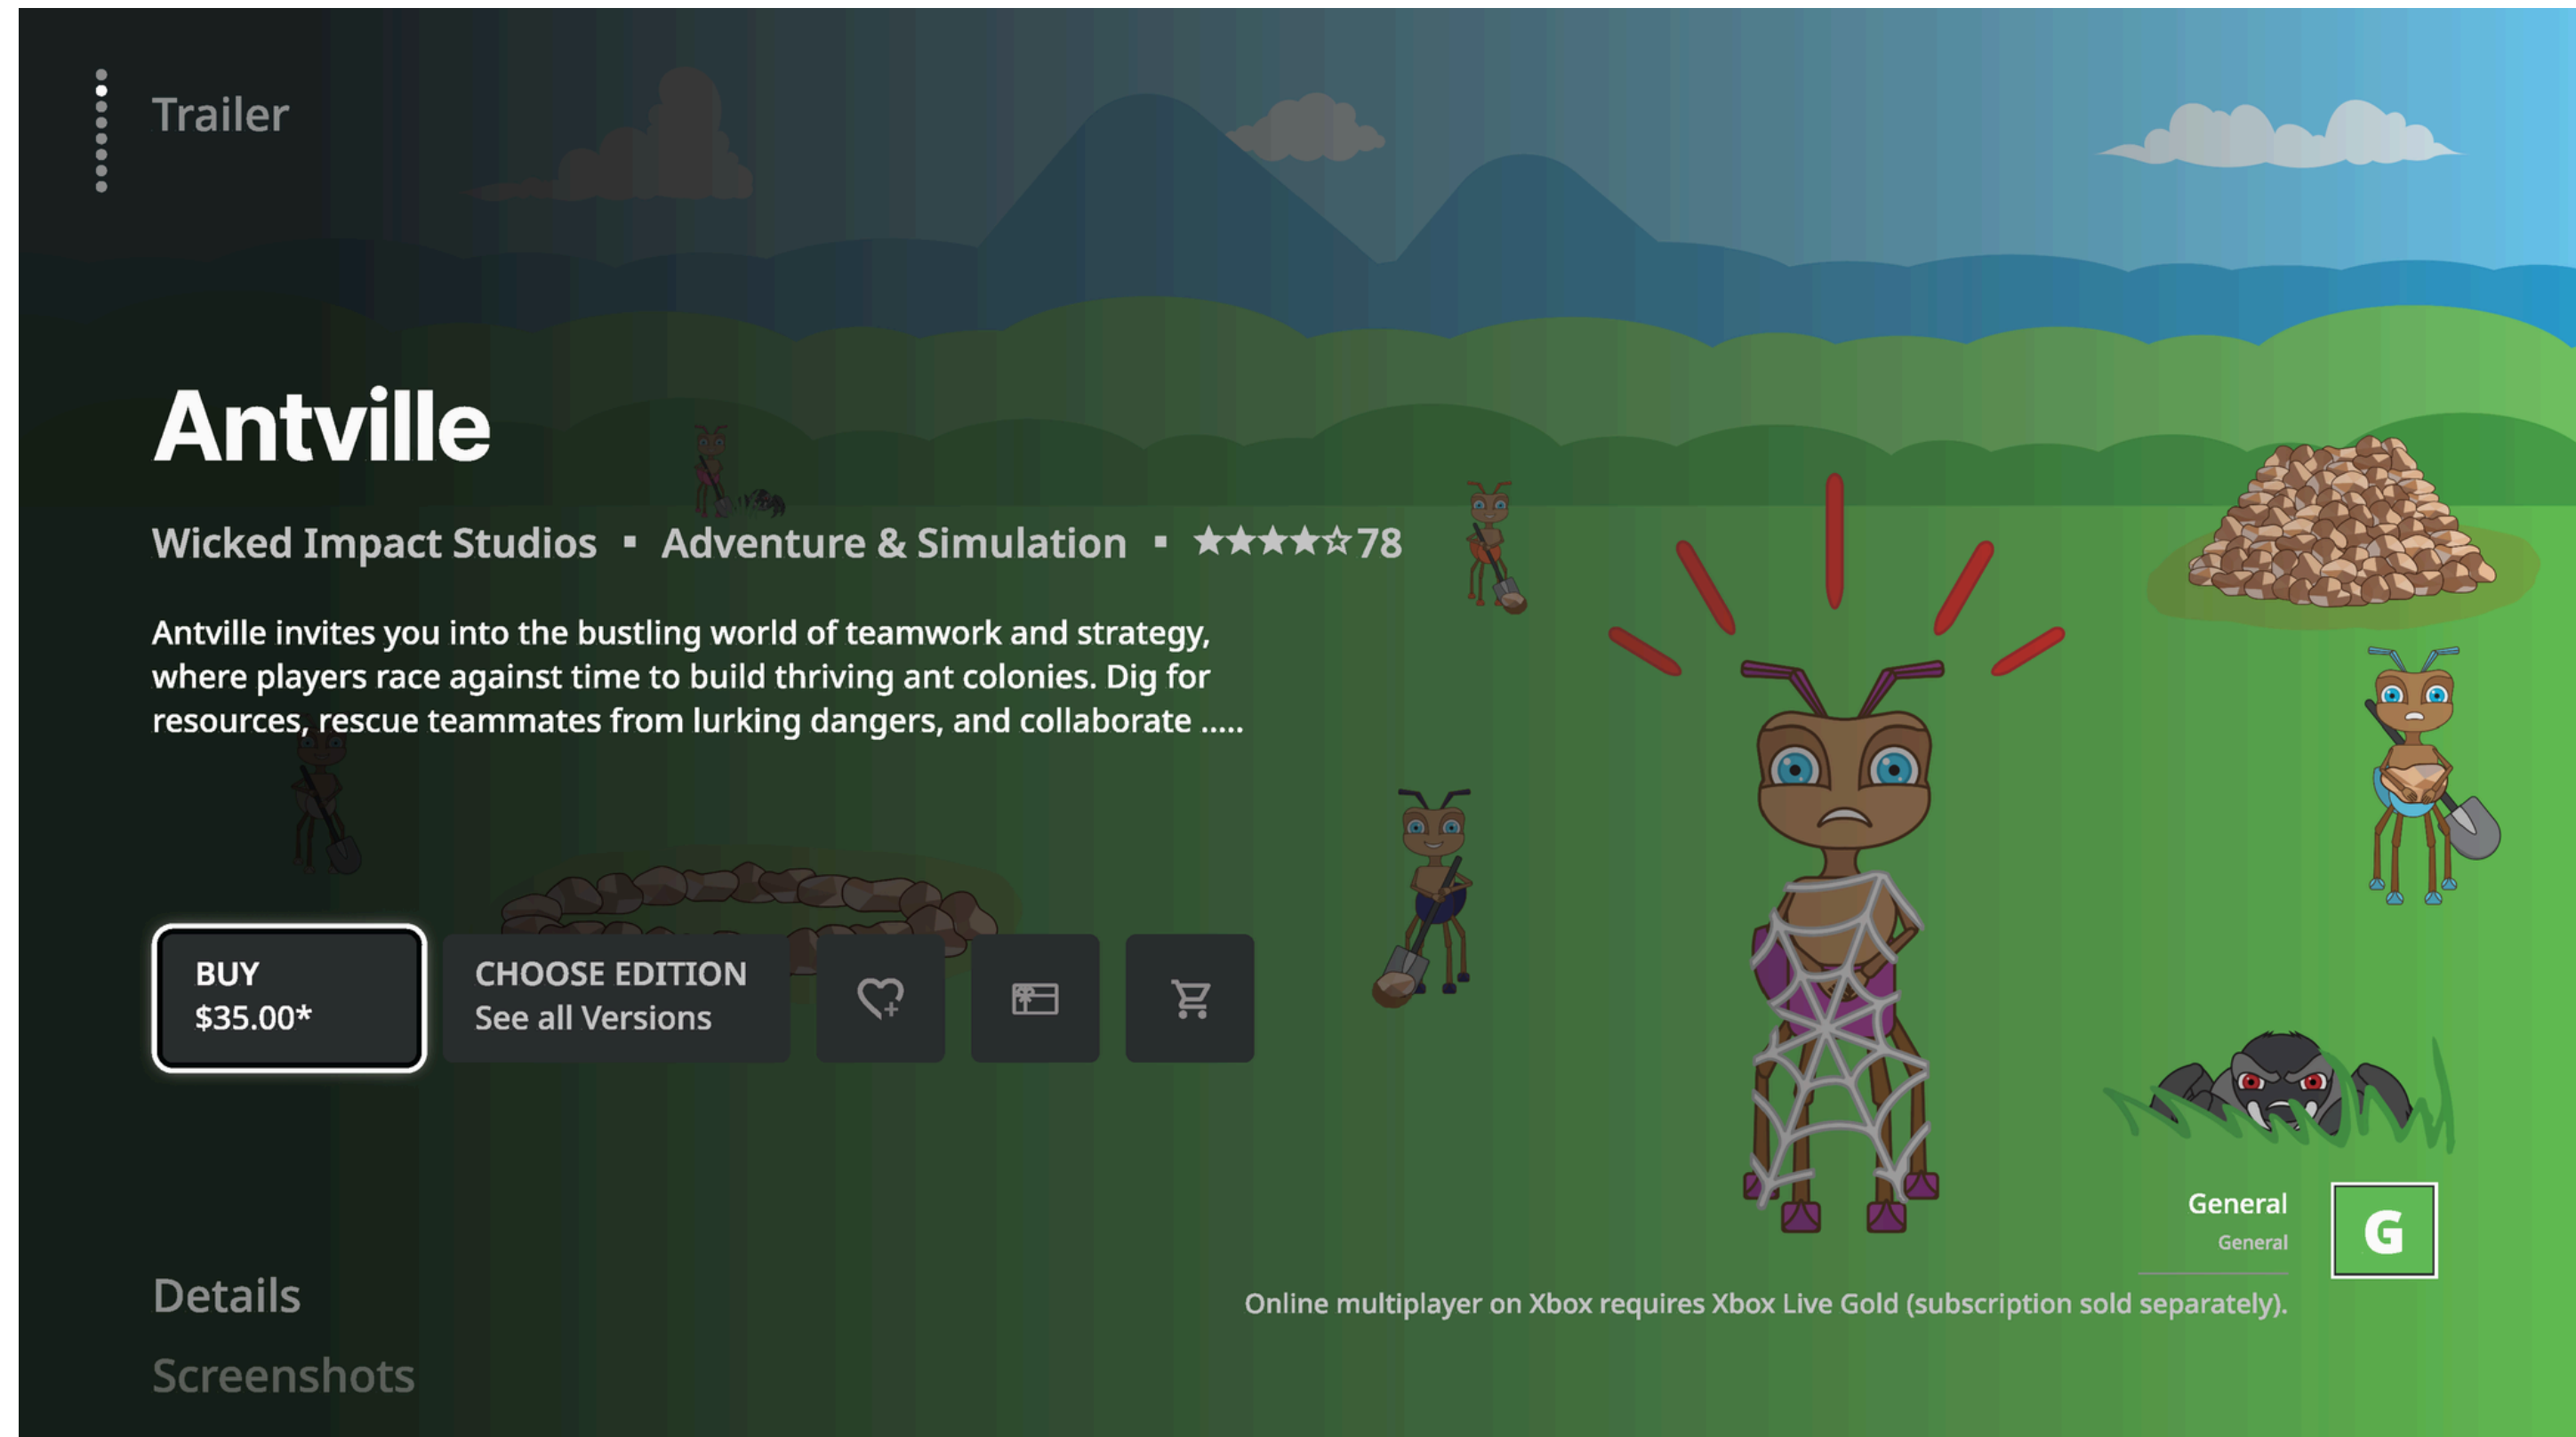 Trailer
Antville
Wicked Impact Studios ▪ Adventure & Simulation ▪ ★★★★☆78
Antville invites you into the bustling world of teamwork and strategy,
where players race against time to build thriving ant colonies. Dig for
resources, rescue teammates from lurking dangers, and collaborate .....
BUY
$35.00*
CHOOSE EDITION
See all Versions
General
General
G
Online multiplayer on Xbox requires Xbox Live Gold (subscription sold separately).
Details
Screenshots